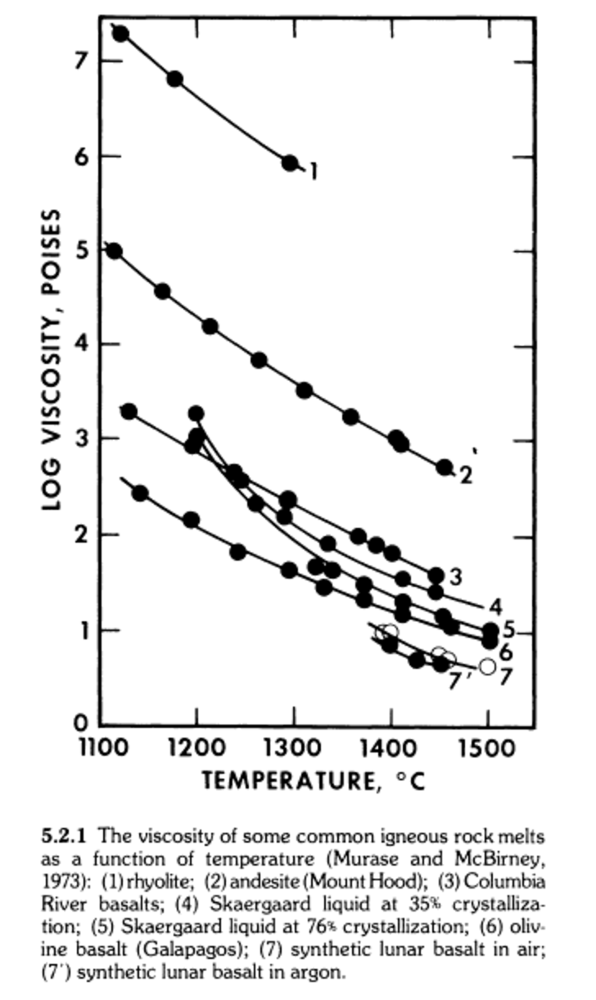 7
6
1
5
LOG VISCOSITY, POISES
4
3
2
2
3
4
1
5
6
7
7'
0
1100 1200 1300 1400 1500
TEMPERATURE, °C
5.2.1 The viscosity of some common igneous rock melts
as a function of temperature (Murase and McBirney,
1973): (1) rhyolite; (2) andesite (Mount Hood); (3) Columbia
River basalts; (4) Skaergaard liquid at 35% crystalliza-
tion; (5) Skaergaard liquid at 76% crystallization; (6) oliv-
ine basalt (Galapagos); (7) synthetic lunar basalt in air;
(7') synthetic lunar basalt in argon.